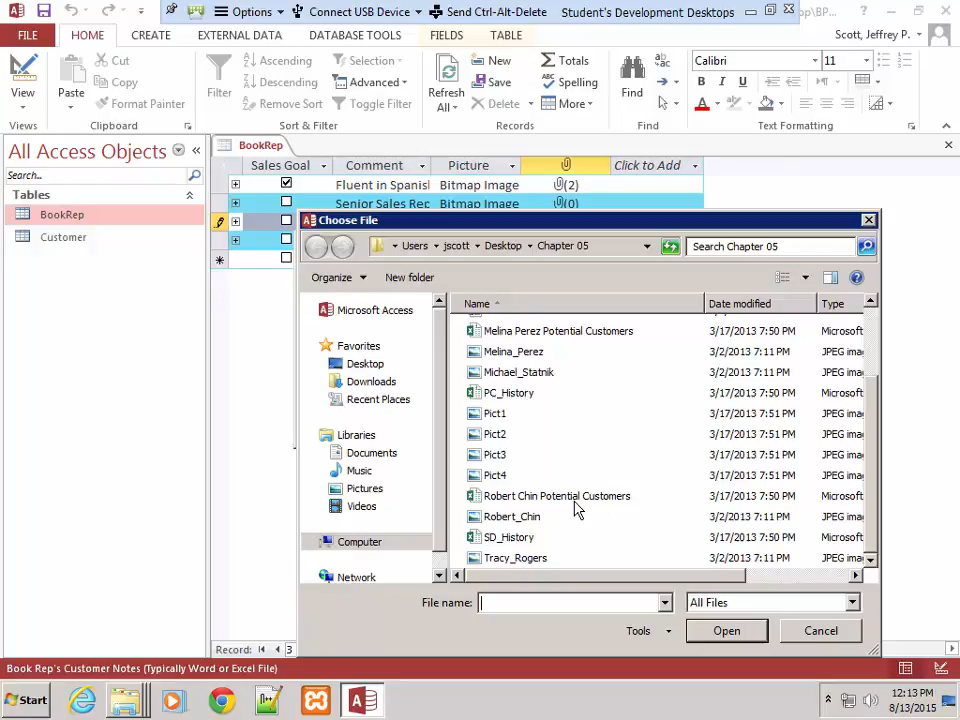 Options
Connect USB Device
Send Ctrl-Alt-Delete
Student's Development Desktops
FILE
HOME
CREATE
EXTERNAL DATA
DATABASE TOOLS
FIELDS
TABLE
Scott, Jeffrey P.
View
Paste
Cut
Copy
Format Painter
Filter
Ascending
Descending
Remove Sort
Selection
Advanced
Toggle Filter
Refresh
All
New
Save
Delete
Totals
Spelling
More
Find
Calibri
11
B I U
Views
Clipboard
Sort & Filter
Records
Find
Text Formatting
All Access Objects
Search...
Tables
BookRep
Customer
BookRep
Sales Goal
Comment
Picture
Click to Add
Fluent in Spanish
Bitmap Image
(2)
Senior Sales Rep
Bitmap Image
(0)
Choose File
Users
jscott
Desktop
Chapter 05
Search Chapter 05
Organize
New folder
Microsoft Access
Favorites
Desktop
Downloads
Recent Places
Libraries
Documents
Music
Pictures
Videos
Computer
Network
Name
Date modified
Type
Melina Perez Potential Customers 3/17/2013 7:50 PM Microsoft
Melina_Perez 3/2/2013 7:11 PM JPEG ima
Michael_Statnik 3/2/2013 7:11 PM JPEG ima
PC_History 3/17/2013 7:50 PM Microsoft
Pict1 3/17/2013 7:51 PM JPEG ima
Pict2 3/17/2013 7:51 PM JPEG ima
Pict3 3/17/2013 7:51 PM JPEG ima
Pict4 3/17/2013 7:51 PM JPEG ima
Robert Chin Potential Customers 3/17/2013 7:50 PM Microsoft
Robert_Chin 3/2/2013 7:11 PM JPEG ima
SD_History 3/17/2013 7:50 PM Microsoft
Tracy_Rogers 3/2/2013 7:11 PM JPEG ima
File name:
All Files
Tools
Open
Cancel
Record:
3
Book Rep's Customer Notes (Typically Word or Excel File)
Start
12:13 PM
8/13/2015